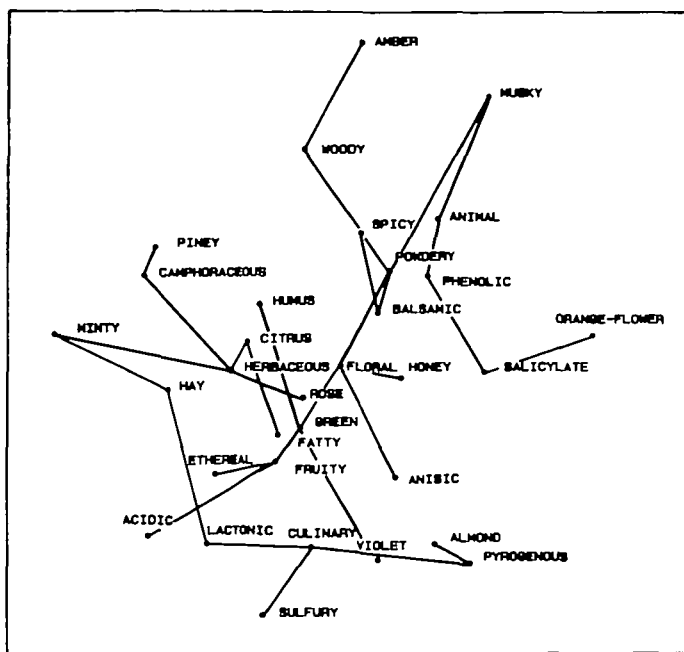 AMBER
MUSKY
WOODY
SPICY
ANIMAL
PINEY
POWDERY
CAMPHORACEOUS
PHENOLIC
HUMUS
BALSAMIC
ORANGE-FLOWER
MINTY
CITRUS
HERBACEOUS
FLORAL
HONEY
SALICYLATE
HAY
ROSE
GREEN
FATTY
ETHEREAL
FRUITY
ANISIC
ACIDIC
LACTONIC
CULINARY
VIOLET
ALMOND
PYROGENOUS
SULFURY